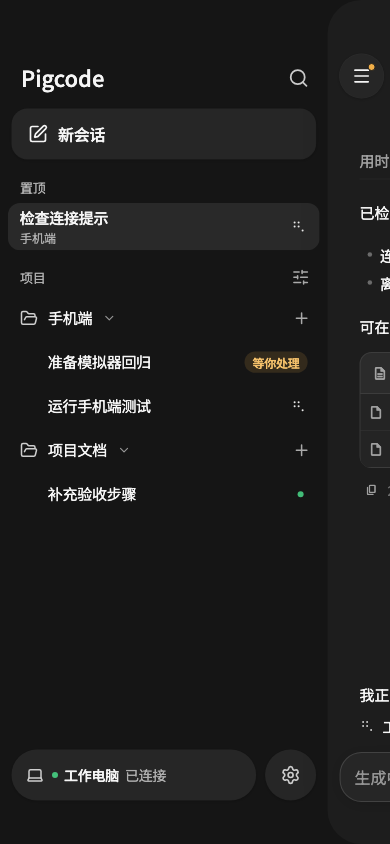 Pigcode
新会话
置顶
检查连接提示
手机端
项目
手机端
准备模拟器回归
等你处理
运行手机端测试
项目文档
补充验收步骤
工作电脑 已连接
用时
已检
连
离
可在
我正
工
生成